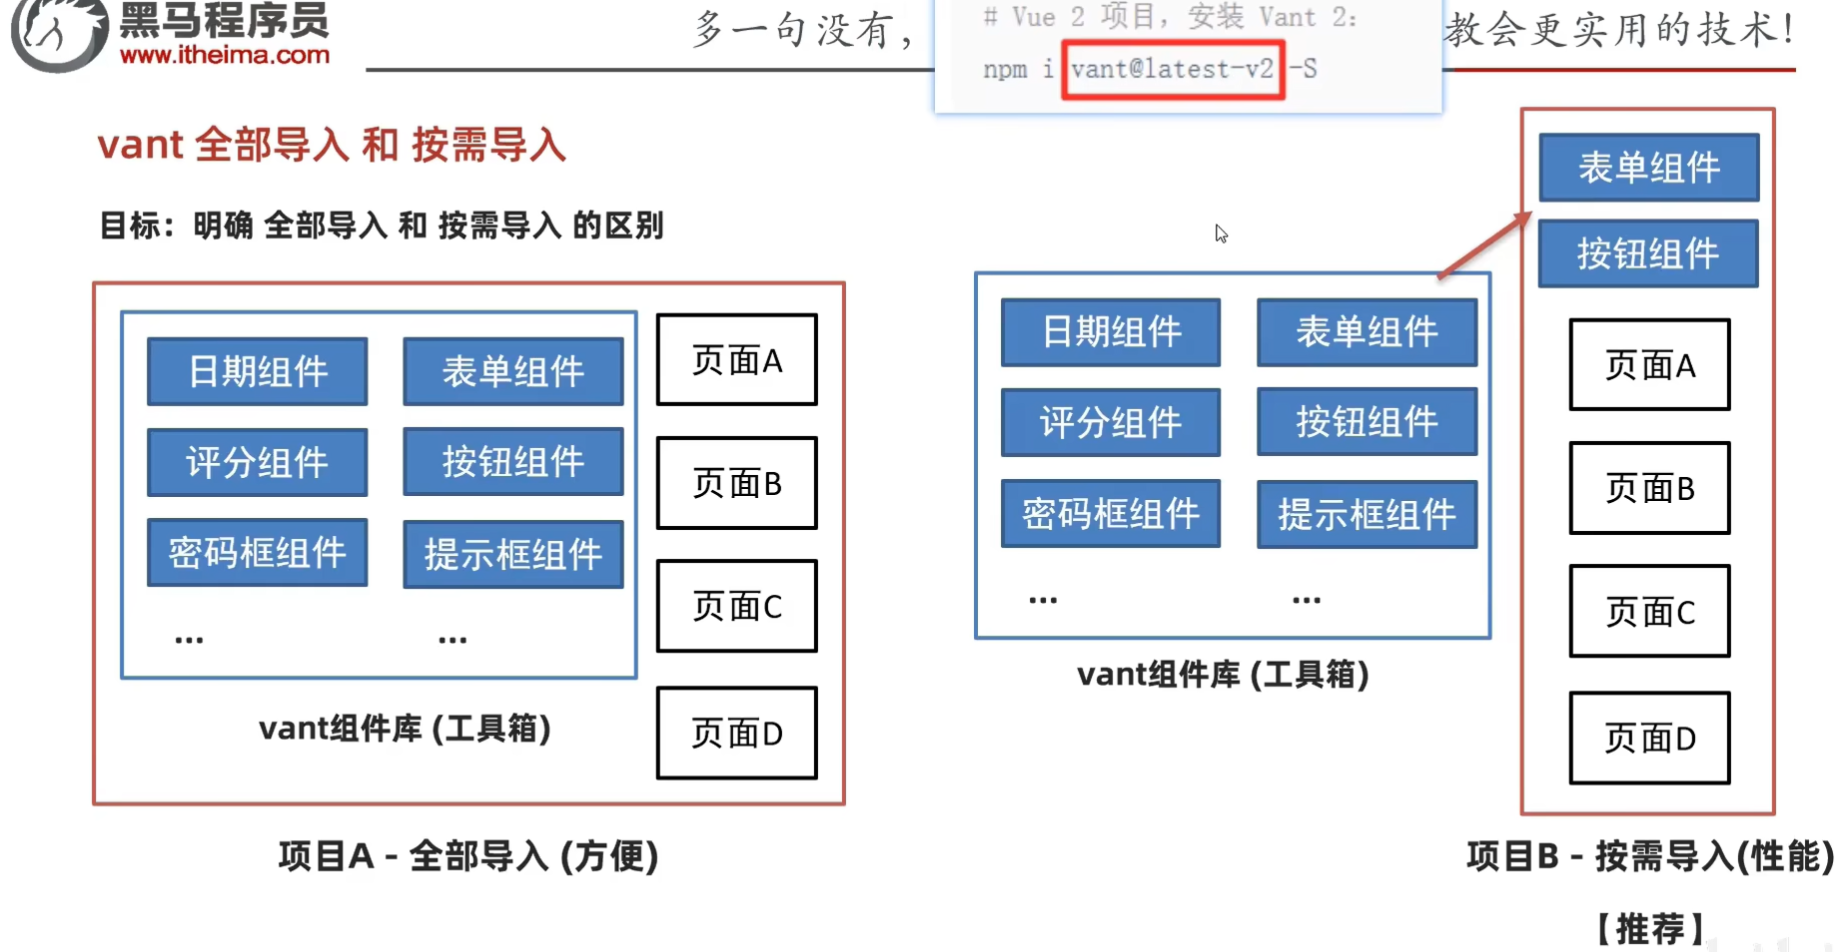 黑马程序员
www.itheima.com
多一句没有，
教会更实用的技术！
# Vue 2 项目，安装 Vant 2：
npm i vant@latest-v2 -S
vant 全部导入 和 按需导入
目标：明确 全部导入 和 按需导入 的区别
日期组件
表单组件
评分组件
按钮组件
密码框组件
提示框组件
...
...
vant组件库 (工具箱)
页面A
页面B
页面C
页面D
项目A - 全部导入 (方便)
日期组件
表单组件
评分组件
按钮组件
密码框组件
提示框组件
...
...
vant组件库 (工具箱)
表单组件
按钮组件
页面A
页面B
页面C
页面D
项目B - 按需导入(性能)
【推荐】